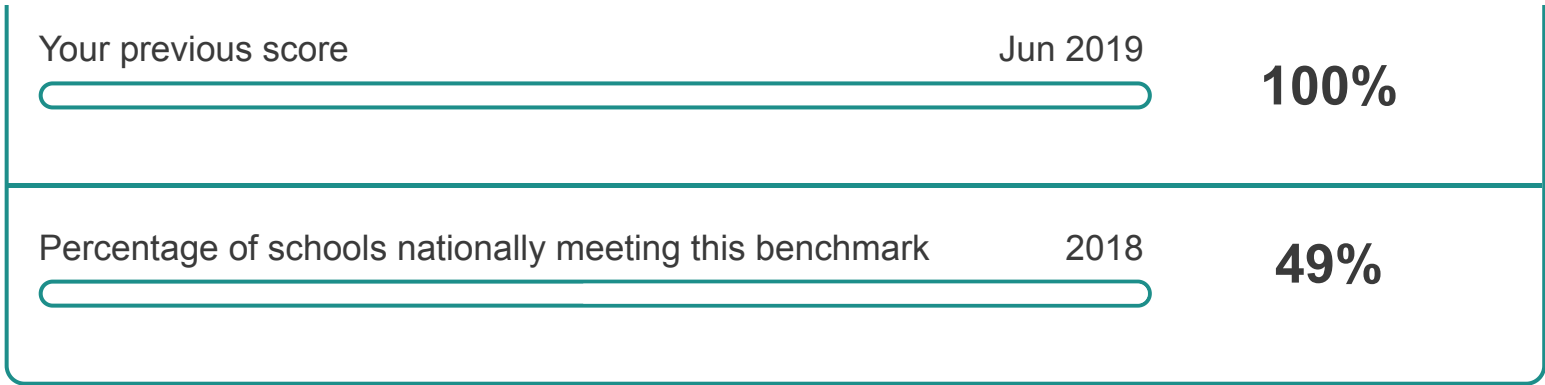 Your previous score Jun 2019 100%
Percentage of schools nationally meeting this benchmark 2018 49%